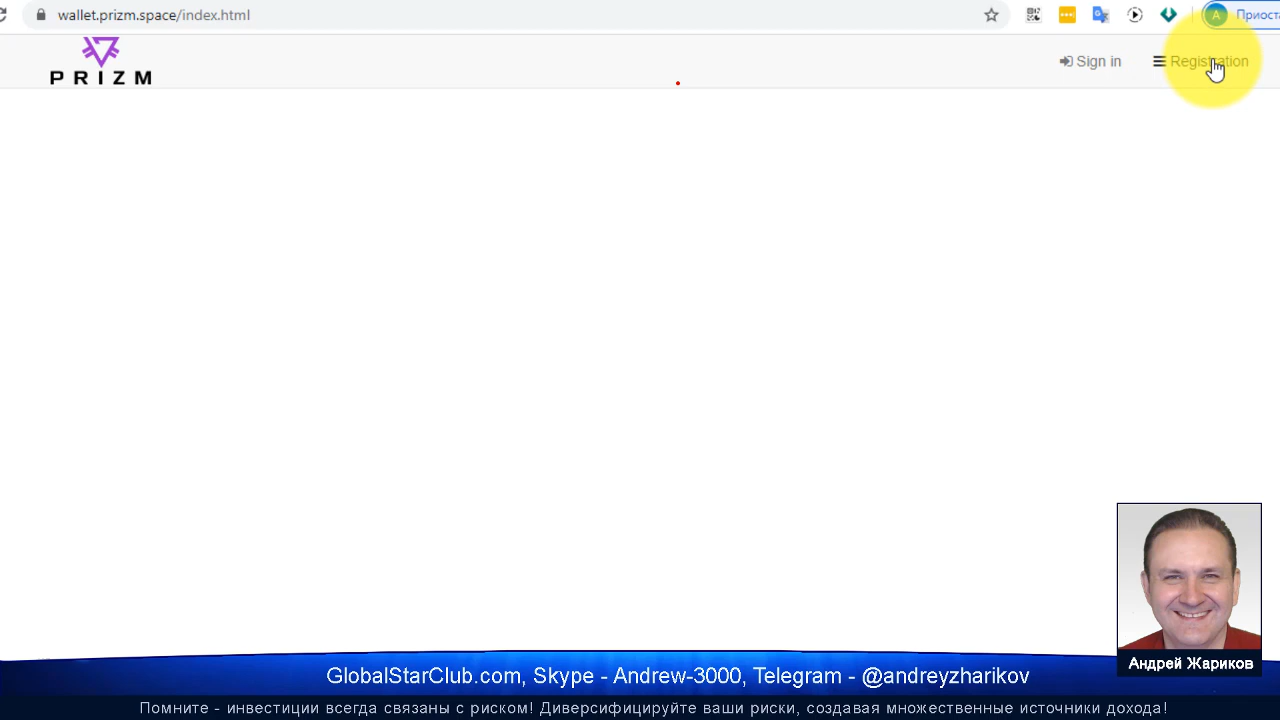 wallet.prizm.space/index.html
A Приоста
PRIZM
Sign in
Registration
Андрей Жариков
GlobalStarClub.com, Skype - Andrew-3000, Telegram - @andreyzharikov
Помните - инвестиции всегда связаны с риском! Диверсифицируйте ваши риски, создавая множественные источники дохода!